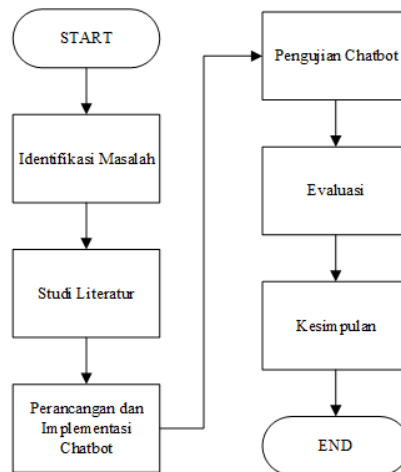 START
Identifikasi Masalah
Studi Literatur
Perancangan dan
Implementasi
Chatbot
Pengujian Chatbot
Evaluasi
Kesimpulan
END